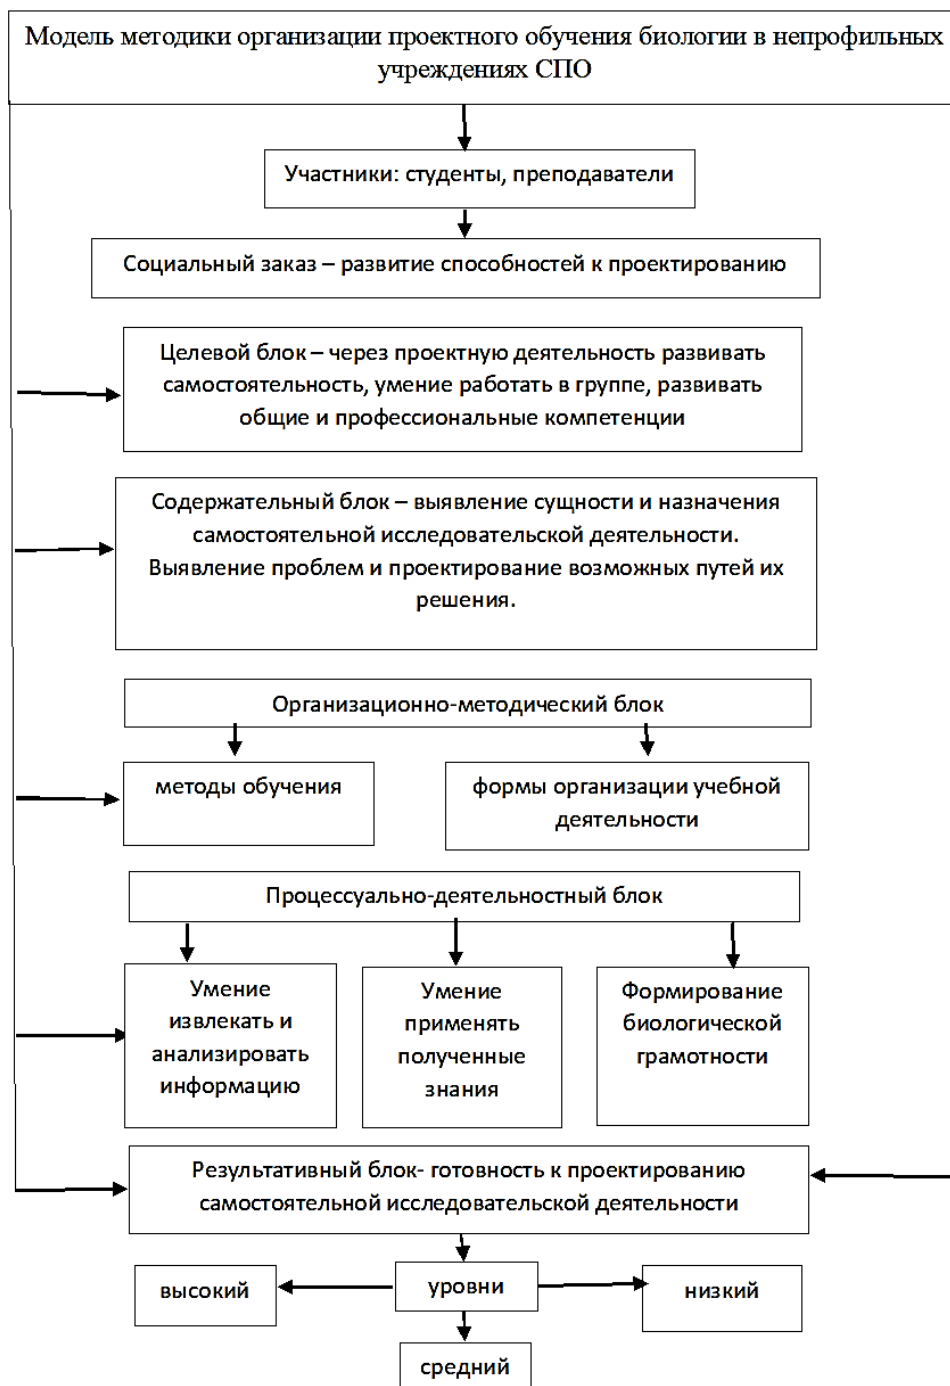 Модель методики организации проектного обучения биологии в непрофильных
учреждениях СПО
Участники: студенты, преподаватели
Социальный заказ – развитие способностей к проектированию
Целевой блок – через проектную деятельность развивать
самостоятельность, умение работать в группе, развивать
общие и профессиональные компетенции
Содержательный блок – выявление сущности и назначения
самостоятельной исследовательской деятельности.
Выявление проблем и проектирование возможных путей их
решения.
Организационно-методический блок
методы обучения
формы организации учебной
деятельности
Процессуально-деятельностный блок
Умение
извлекать и
анализировать
информацию
Умение
применять
полученные
знания
Формирование
биологической
грамотности
Результативный блок- готовность к проектированию
самостоятельной исследовательской деятельности
высокий
уровни
низкий
средний